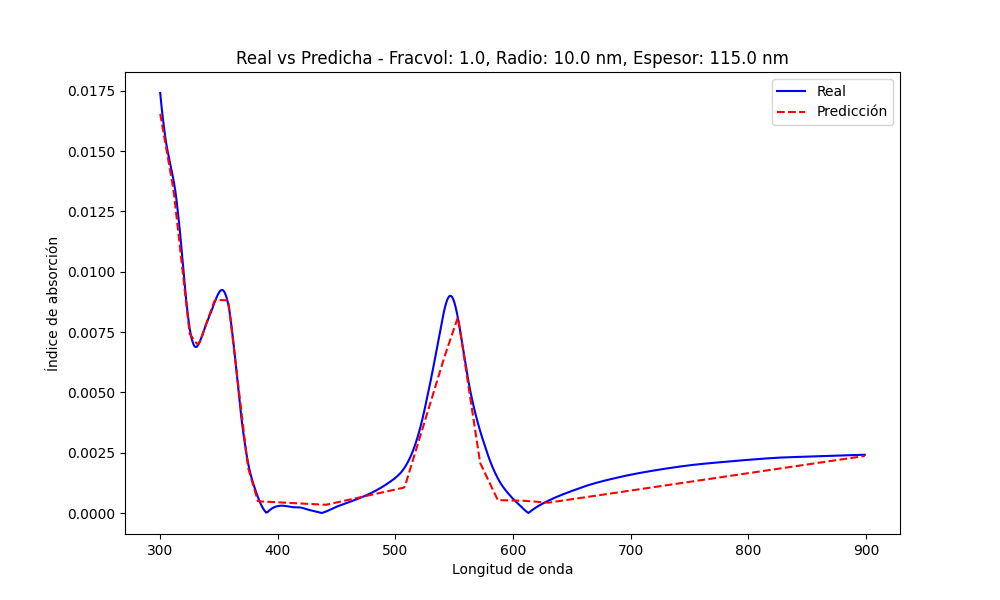 Real vs Predicha - Fracvol: 1.0, Radio: 10.0 nm, Espesor: 115.0 nm
Real
Predicción
Índice de absorción
0.0175
0.0150
0.0125
0.0100
0.0075
0.0050
0.0025
0.0000
300 400 500 600 700 800 900
Longitud de onda